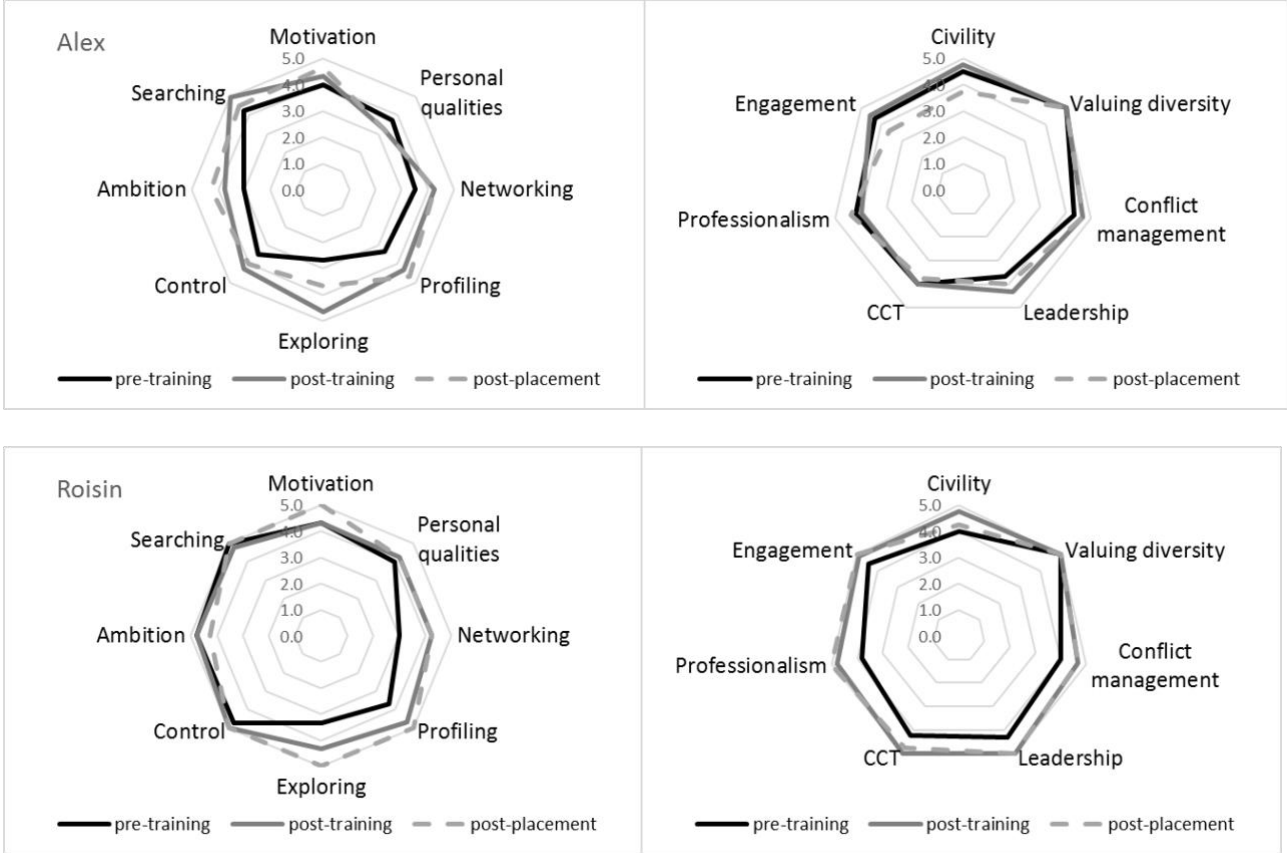 Alex
Motivation
Personal
qualities
Networking
Profiling
Exploring
Control
Ambition
Searching
5.0
4.0
3.0
2.0
1.0
0.0
pre-training post-training post-placement
Civility
Valuing diversity
Conflict
management
Leadership
CCT
Professionalism
Engagement
5.0
4.0
3.0
2.0
1.0
0.0
pre-training post-training post-placement
Roisin
Motivation
Personal
qualities
Networking
Profiling
Exploring
Control
Ambition
Searching
5.0
4.0
3.0
2.0
1.0
0.0
pre-training post-training post-placement
Civility
Valuing diversity
Conflict
management
Leadership
CCT
Professionalism
Engagement
5.0
4.0
3.0
2.0
1.0
0.0
pre-training post-training post-placement